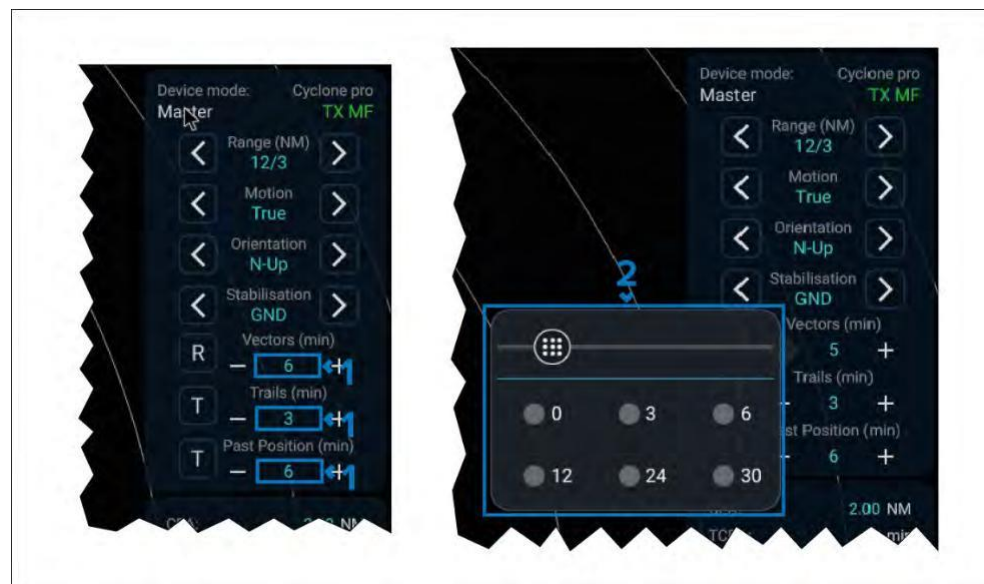 Device mode: Cyclone pro
Master TX MF
Range (NM)
12/3
Motion
True
Orientation
N-Up
Stabilisation
GND
Vectors (min)
R − 6 + 1
Trails (min)
T − 3 + 1
Past Position (min)
T − 6 + 1
Device mode: Cyclone pro
Master TX MF
Range (NM)
12/3
Motion
True
Orientation
N-Up
2
Stabilisation
GND
Vectors (min)
5 +
Trails (min)
− 3 +
st Position (min)
− 6 +
0 3 6
12 24 30
2.00 NM